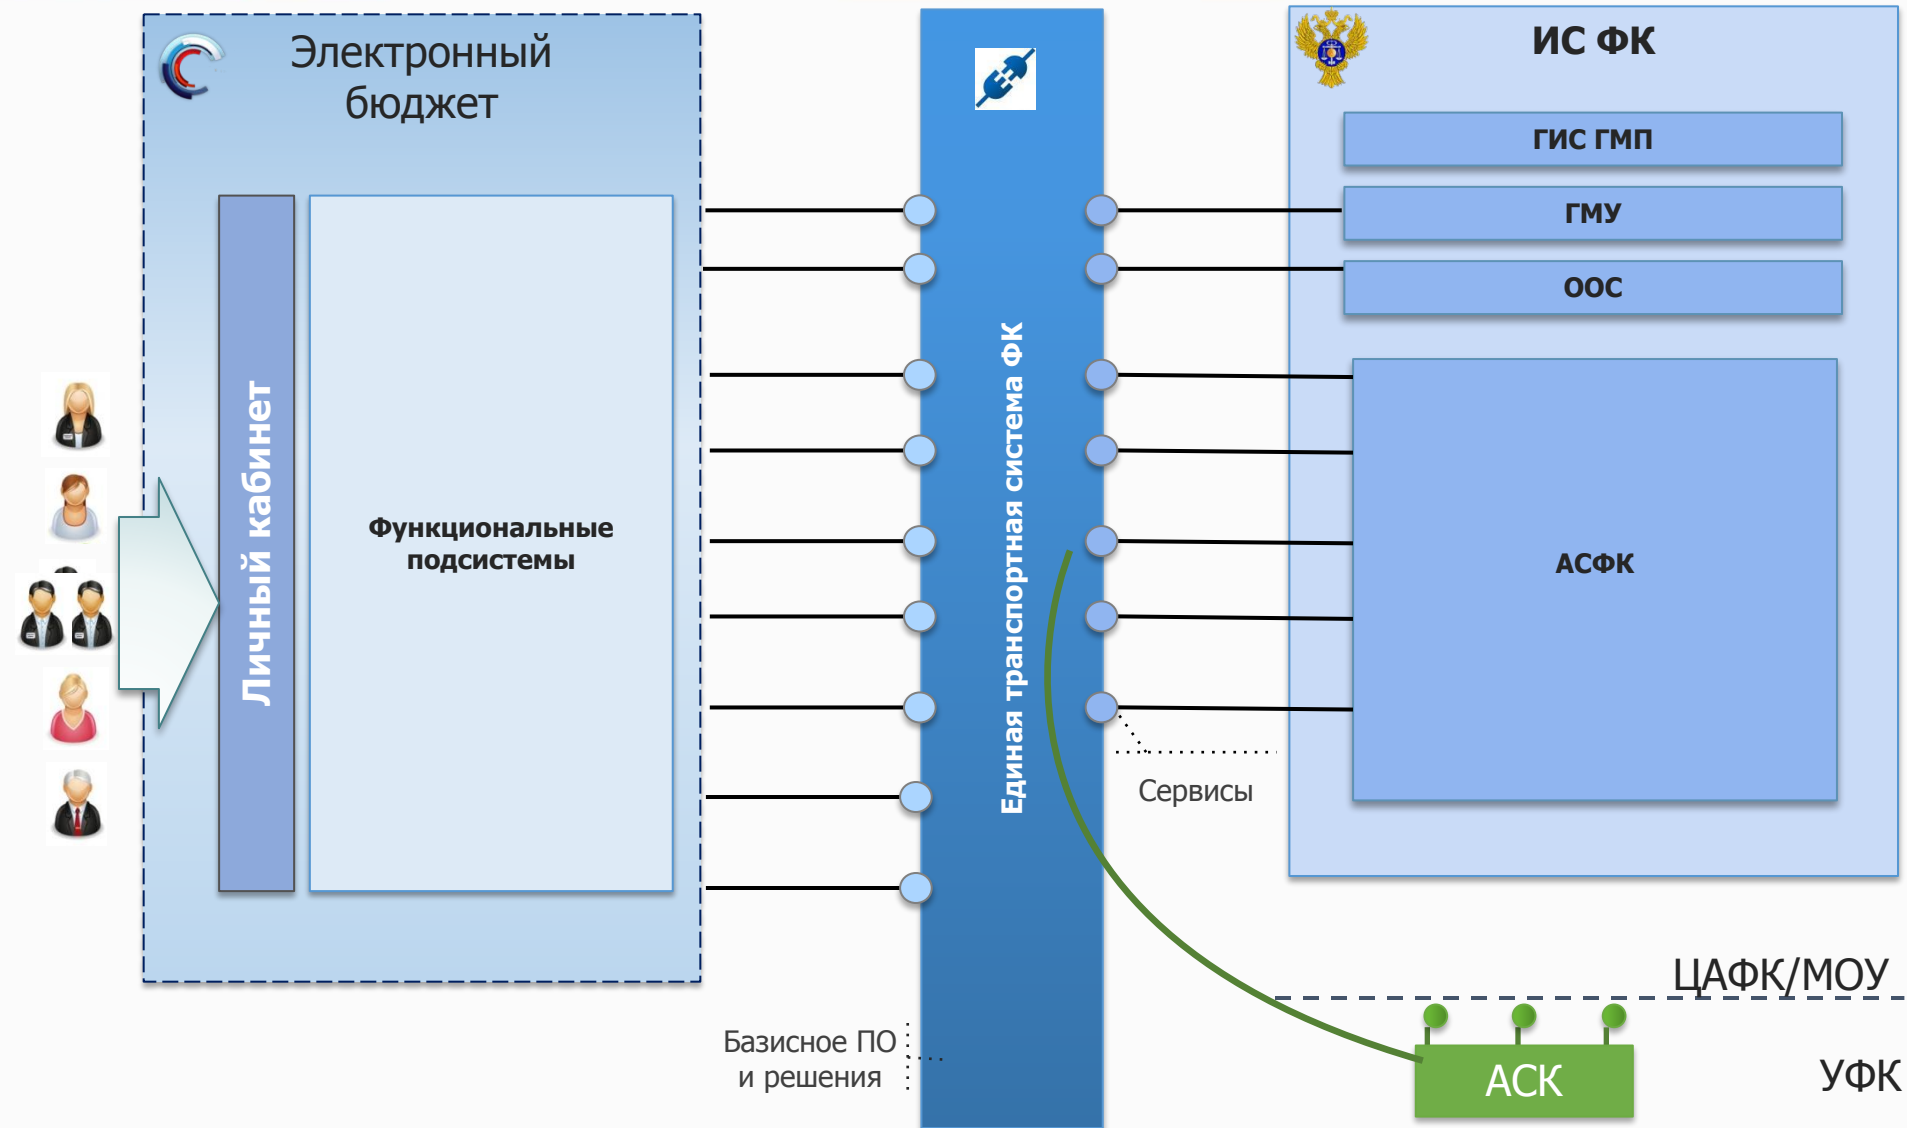 Электронный
бюджет
Личный кабинет
Функциональные
подсистемы
Единая транспортная система ФК
Базисное ПО
и решения
Сервисы
ИС ФК
ГИС ГМП
ГМУ
ООС
АСФК
ЦАФК/МОУ
АСК
УФК